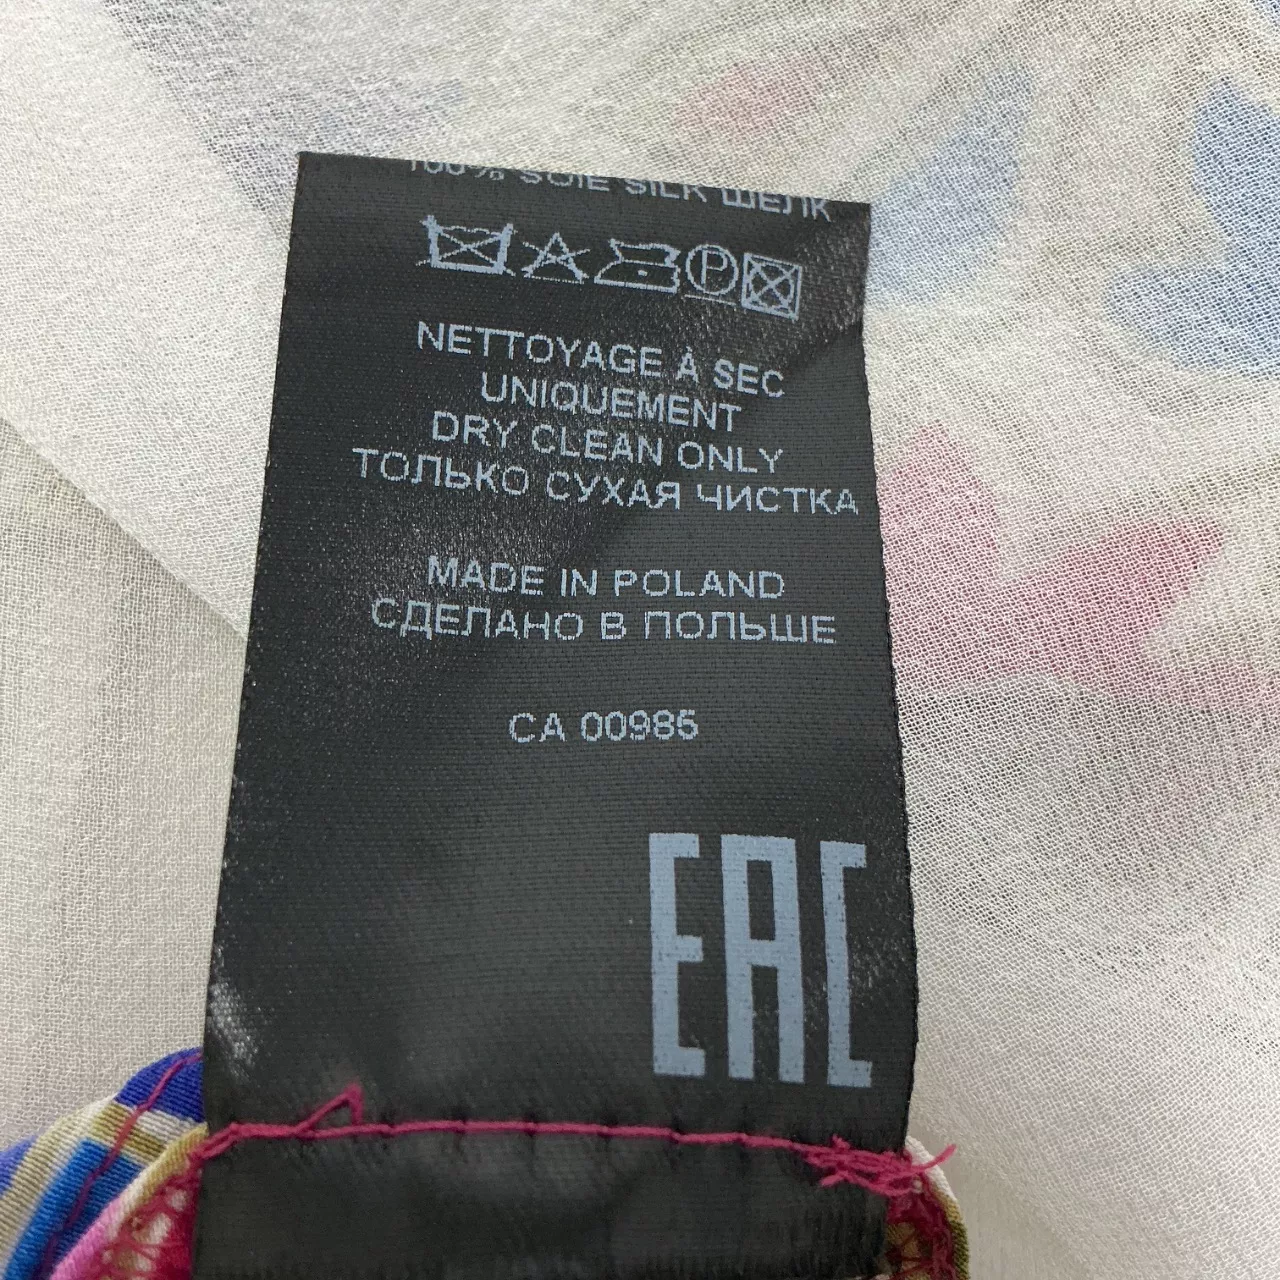 100% SOIE SILK ШЕЛК
P
NETTOYAGE À SEC
UNIQUEMENT
DRY CLEAN ONLY
ТОЛЬКО СУХАЯ ЧИСТКА
MADE IN POLAND
СДЕЛАНО В ПОЛЬШЕ
CA 00985
EAC